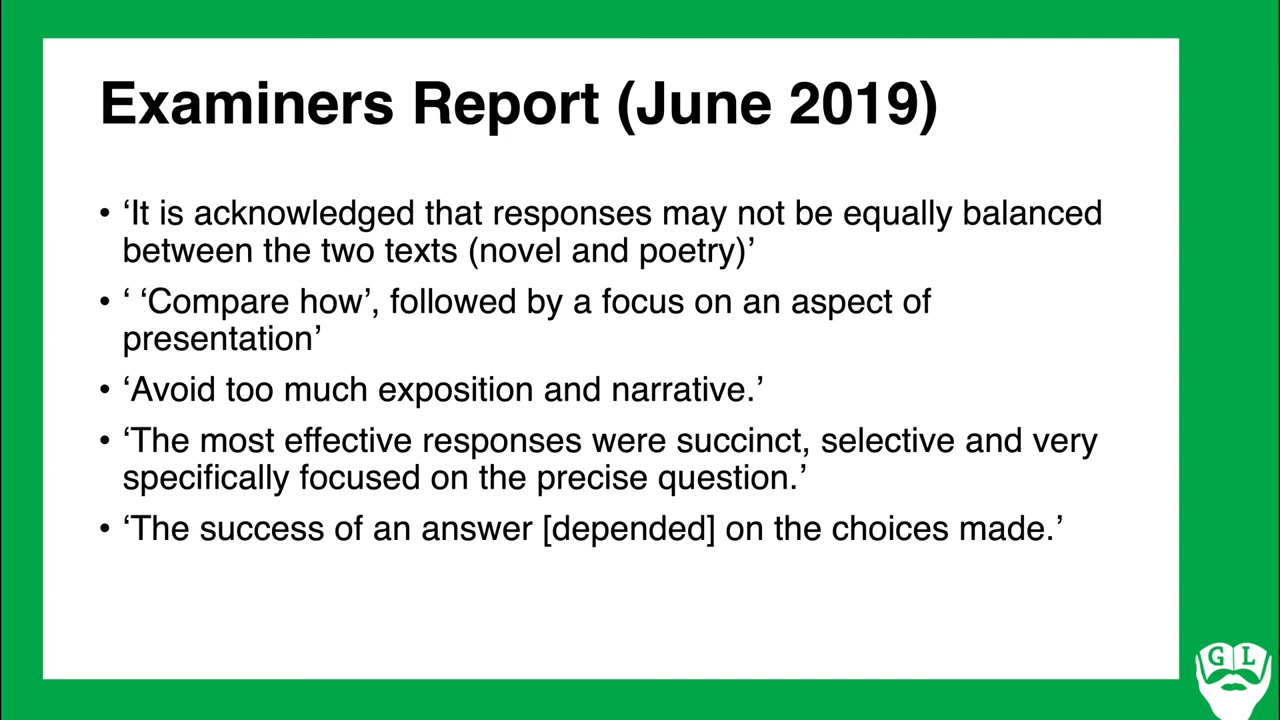 Examiners Report (June 2019)
• ‘It is acknowledged that responses may not be equally balanced
between the two texts (novel and poetry)’
• ‘ ‘Compare how’, followed by a focus on an aspect of
presentation’
• ‘Avoid too much exposition and narrative.’
• ‘The most effective responses were succinct, selective and very
specifically focused on the precise question.’
• ‘The success of an answer [depended] on the choices made.’
G L